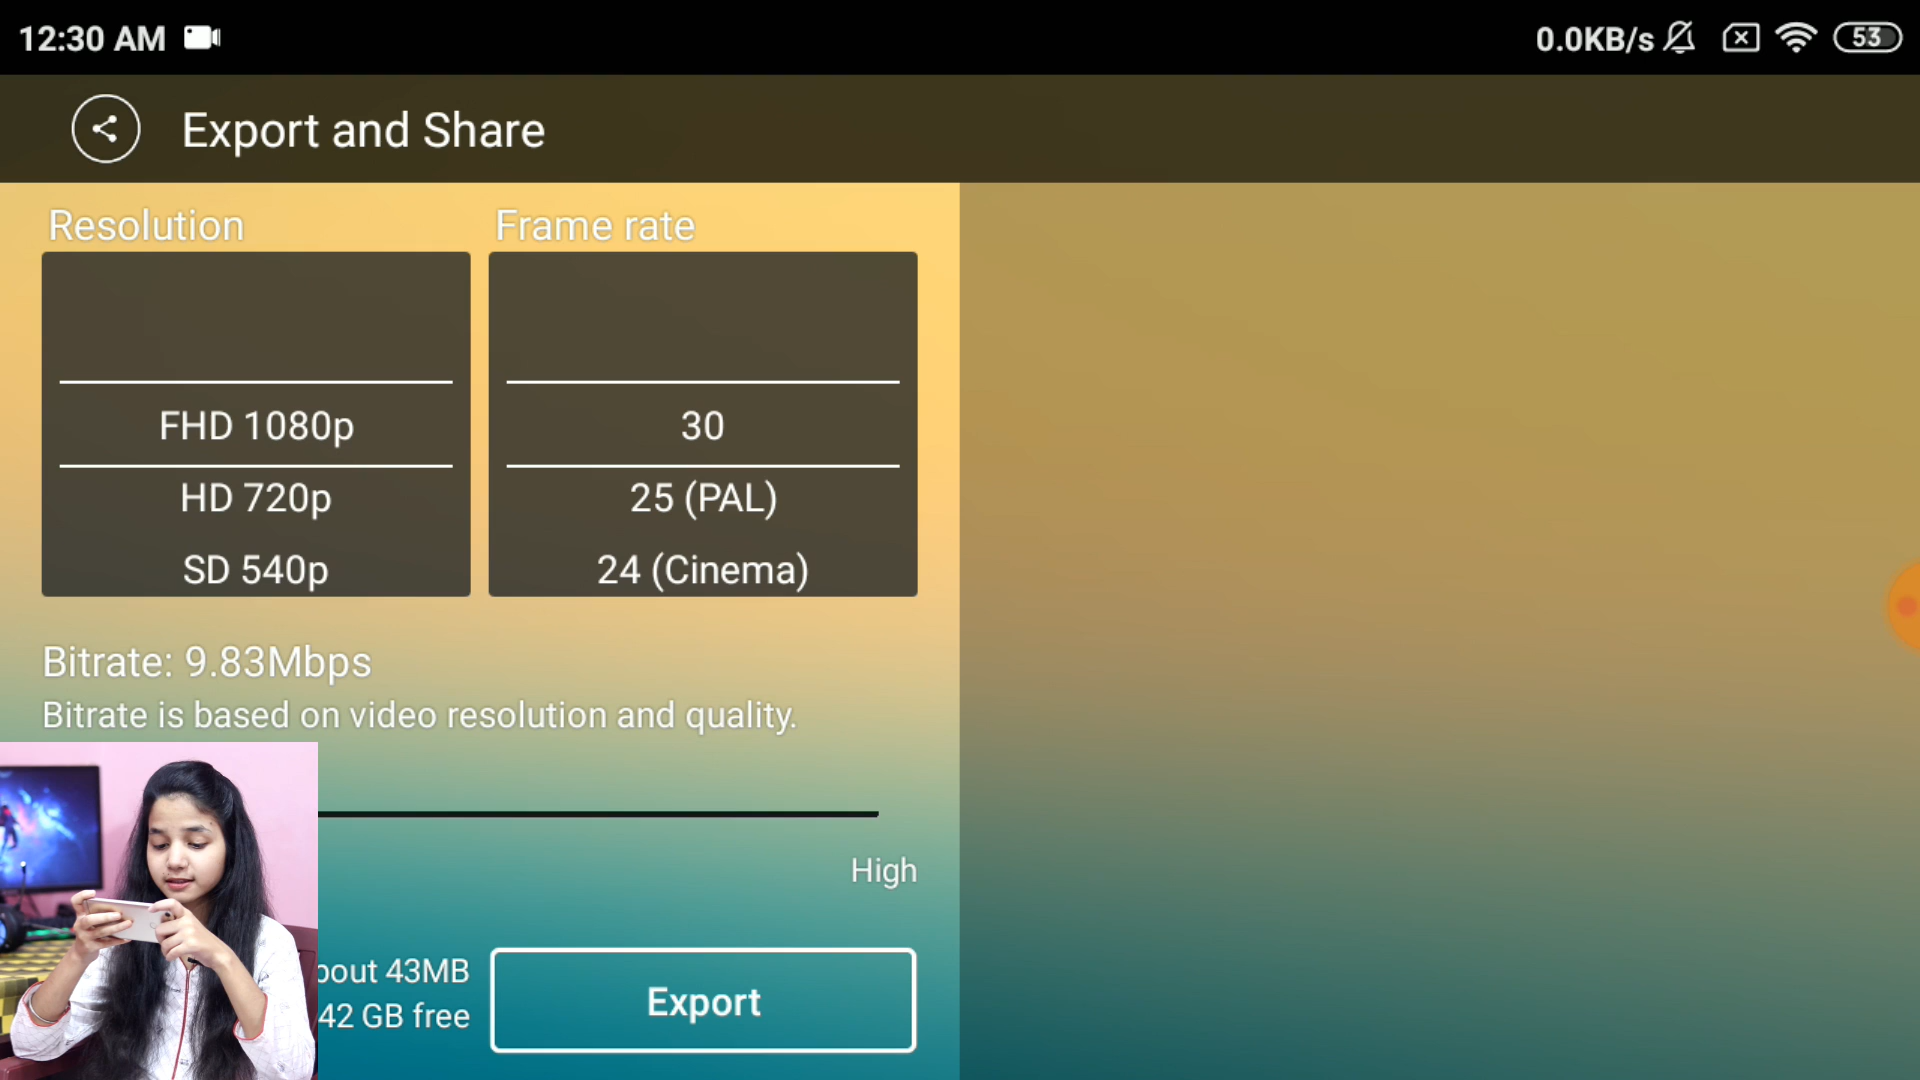 12:30 AM
0.0KB/s
53
Export and Share
Resolution
Frame rate
FHD 1080p
HD 720p
SD 540p
30
25 (PAL)
24 (Cinema)
Bitrate: 9.83Mbps
Bitrate is based on video resolution and quality.
High
43MB
42 GB free
Export